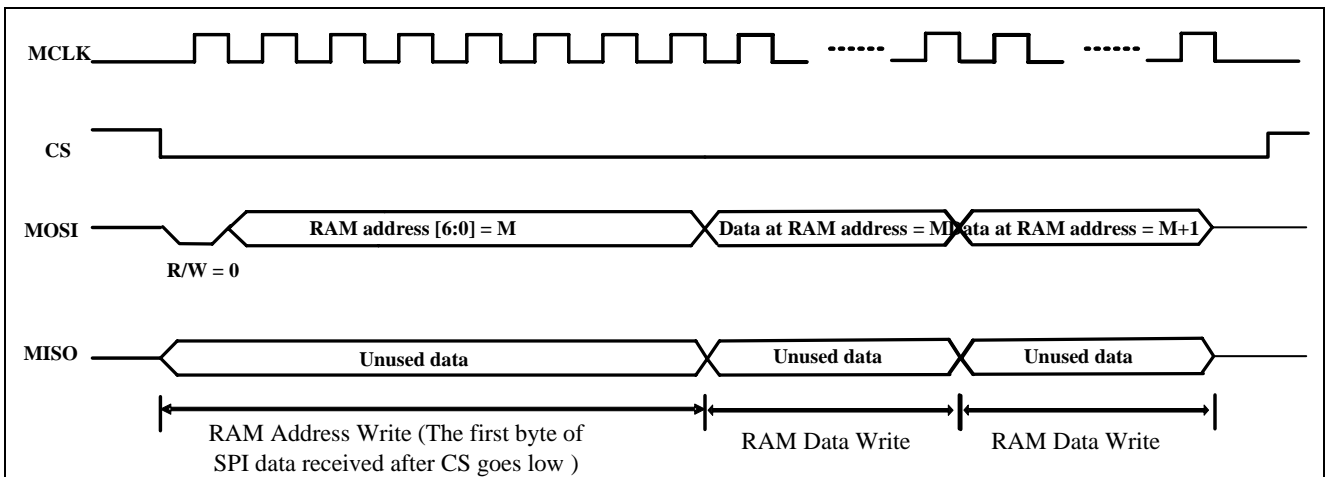 MCLK
CS
MOSI
RAM address [6:0] = M
Data at RAM address = M
Data at RAM address = M+1
R/W = 0
MISO
Unused data
Unused data
Unused data
RAM Address Write (The first byte of
SPI data received after CS goes low )
RAM Data Write
RAM Data Write